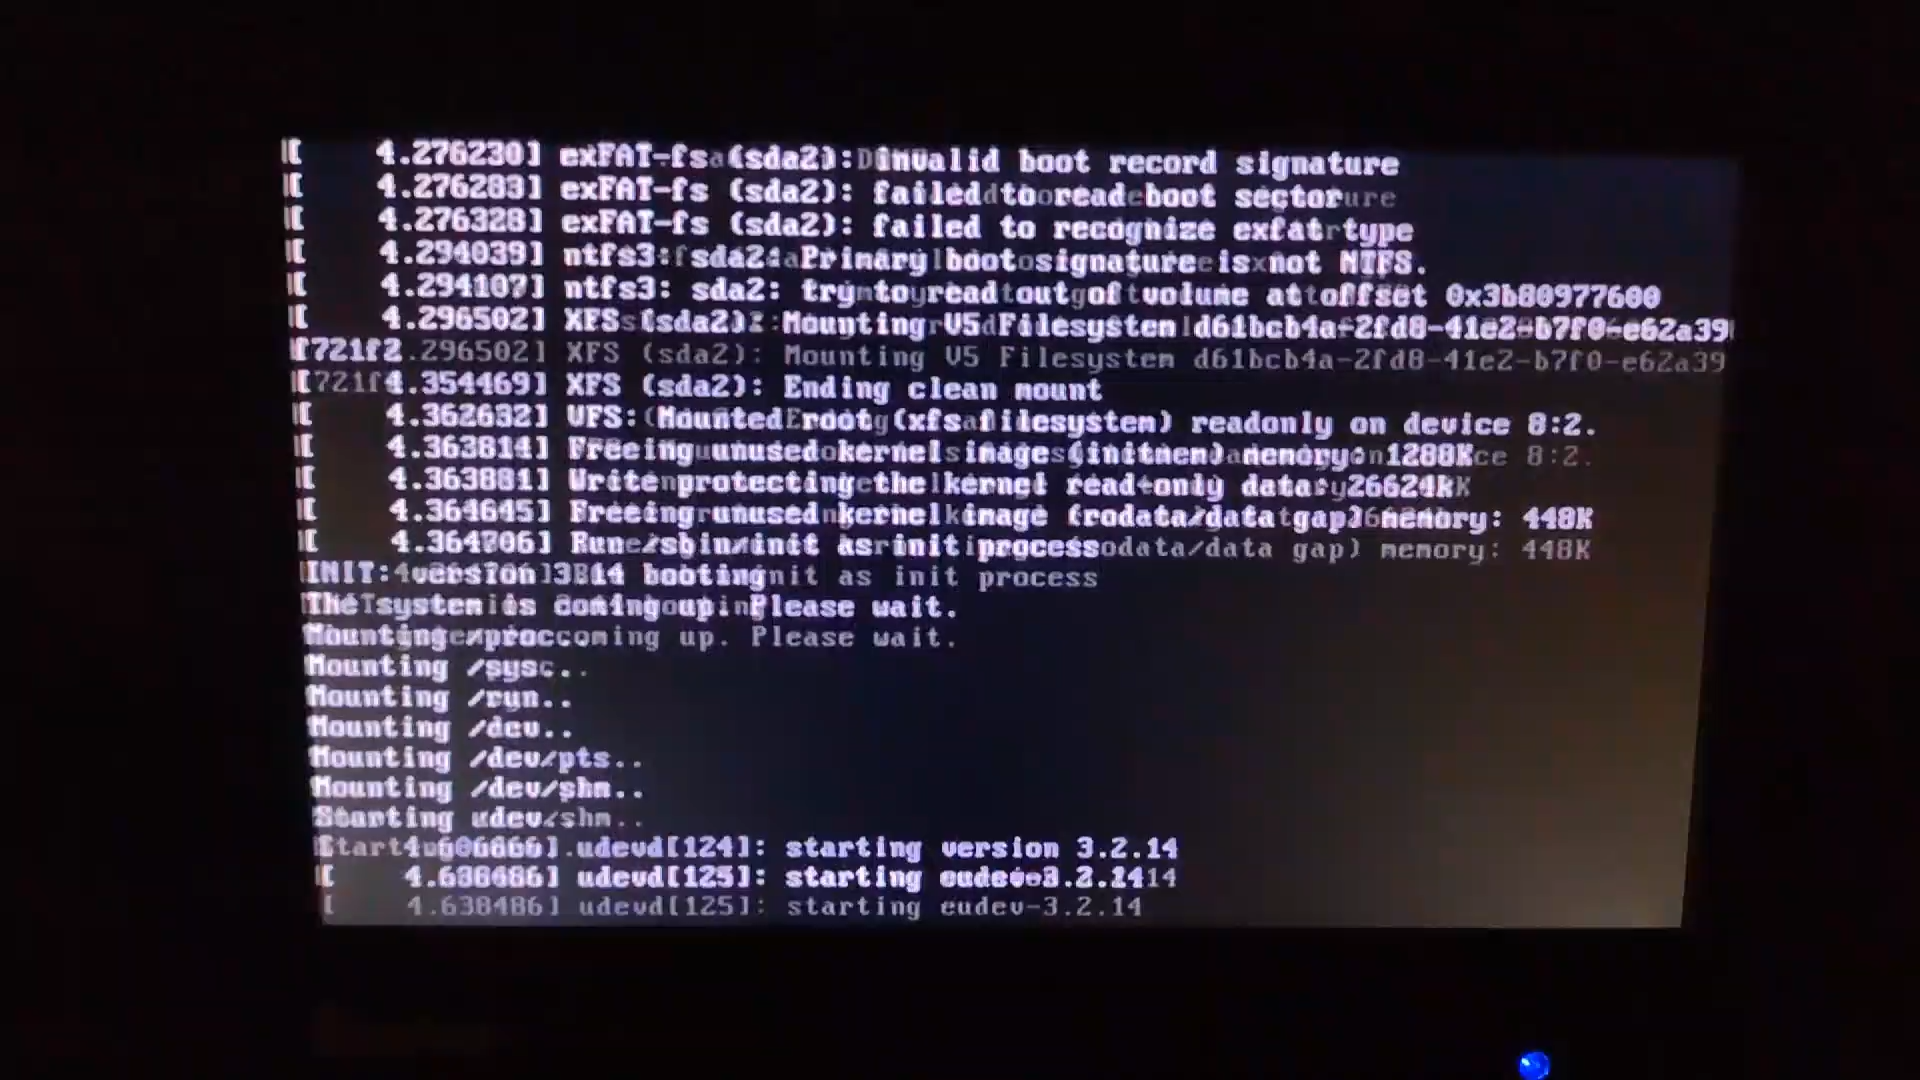 [    4.276230] exFAT-fs (sda2): invalid boot record signature
[    4.276283] exFAT-fs (sda2): failed to read boot sector
[    4.276328] exFAT-fs (sda2): failed to recognize exfat type
[    4.294039] ntfs3: sda2: Primary boot signature is not NTFS.
[    4.294107] ntfs3: sda2: try to read out of volume at offset 0x3b80977600
[    4.296502] XFS (sda2): Mounting V5 Filesystem d61bcb4a-2fd8-41e2-b7f0-e62a39
721f2
[    4.354469] XFS (sda2): Ending clean mount
[    4.362632] VFS: Mounted root (xfs filesystem) readonly on device 8:2.
[    4.363814] Freeing unused kernel image (initmem) memory: 1288K
[    4.363881] Write protecting the kernel read-only data: 26624k
[    4.364645] Freeing unused kernel image (rodata/data gap) memory: 448K
[    4.364706] Run /sbin/init as init process
INIT: version 3.14 booting
The system is coming up. Please wait.
Mounting /proc..
Mounting /sys..
Mounting /run..
Mounting /dev..
Mounting /dev/pts..
Mounting /dev/shm..
Starting udev..
udevd[124]: starting version 3.2.14
[    4.638486] udevd[125]: starting eudev-3.2.14